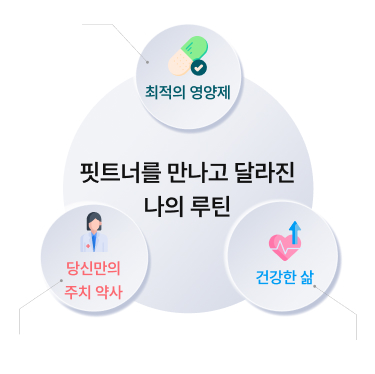 최적의 영양제
핏트너를 만나고 달라진
나의 루틴
당신만의
주치 약사
건강한 삶